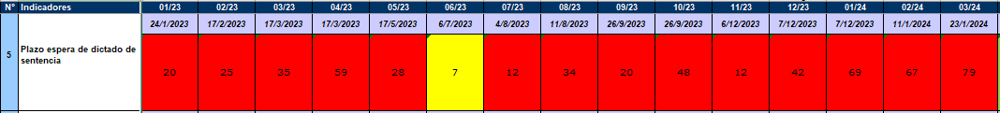 N° Indicadores 01/23 02/23 03/23 04/23 05/23 06/23 07/23 08/23 09/23 10/23 11/23 12/23 01/24 02/24 03/24
24/1/2023 17/2/2023 17/3/2023 17/3/2023 17/5/2023 6/7/2023 4/8/2023 11/8/2023 26/9/2023 26/9/2023 6/12/2023 7/12/2023 7/12/2023 11/1/2024 23/1/2024
5 Plazo espera de dictado de
sentencia
20 25 35 59 28 7 12 34 20 48 12 42 69 67 79